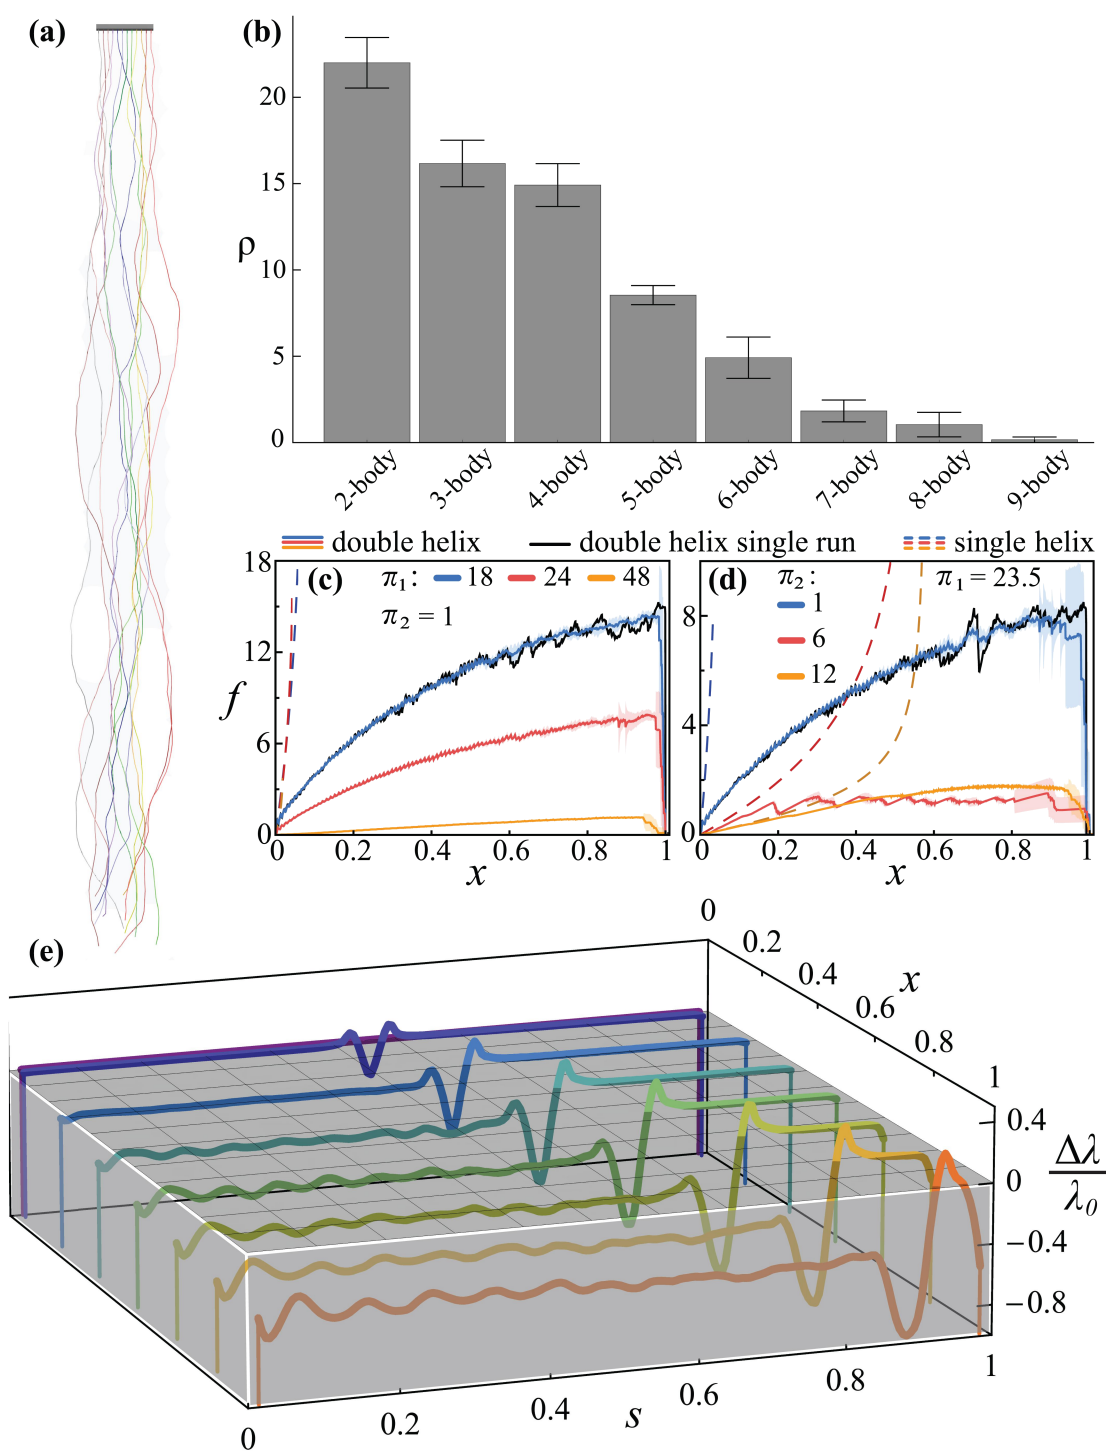 (a)
(b)
20
15
10
5
0
ρ
2-body
3-body
4-body
5-body
6-body
7-body
8-body
9-body
double helix
double helix single run
single helix
(c)
π₁: 18 24 48
π₂ = 1
18
12
6
0
f
0 0.2 0.4 0.6 0.8 1
x
(d)
π₂: π₁ = 23.5
1
6
12
8
4
0
0 0.2 0.4 0.6 0.8 1
x
(e)
0
0.2
0.4
0.6
0.8
1
x
0.4
0
−0.4
−0.8
Δλ
λ₀
0 0.2 0.4 0.6 0.8 1
s